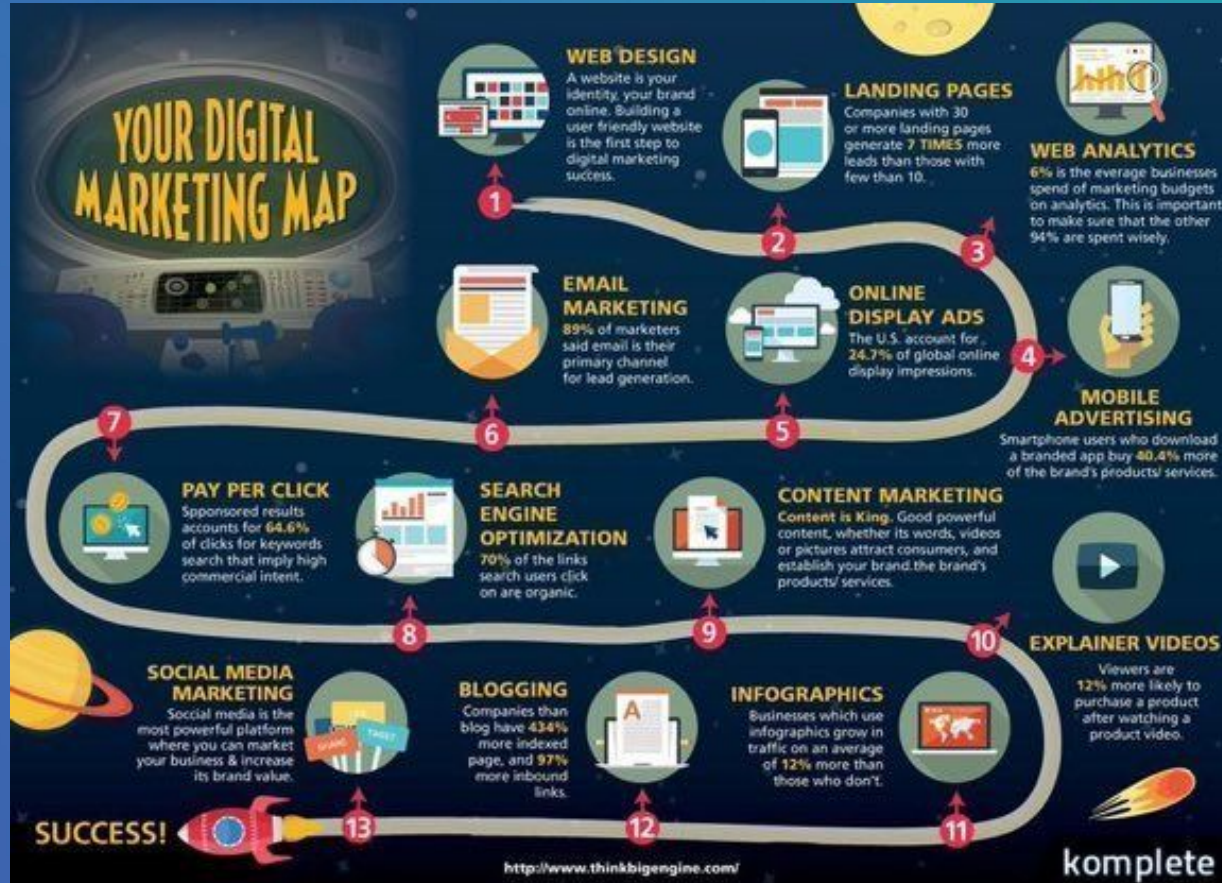 YOUR DIGITAL
MARKETING MAP
WEB DESIGN
A website is your
identity, your brand
online. Building a
user friendly website
is the first step to
digital marketing
success.
1
LANDING PAGES
Companies with 30
or more landing pages
generate 7 TIMES more
leads than those with
few than 10.
2
WEB ANALYTICS
6% is the everage businesses
spend of marketing budgets
on analytics. This is important
to make sure that the other
94% are spent wisely.
3
MOBILE
ADVERTISING
Smartphone users who download
a branded app buy 40.4% more
of the brand's products/ services.
4
ONLINE
DISPLAY ADS
The U.S. account for
24.7% of global online
display impressions.
5
EMAIL
MARKETING
89% of marketers
said email is their
primary channel
for lead generation.
6
7
PAY PER CLICK
Spponsored results
accounts for 64.6%
of clicks for keywords
search that imply high
commercial intent.
SEARCH
ENGINE
OPTIMIZATION
70% of the links
search users click
on are organic.
8
CONTENT MARKETING
Content is King. Good powerful
content, whether its words, videos
or pictures attract consumers, and
establish your brand.the brand's
products/ services.
9
10
EXPLAINER VIDEOS
Viewers are
12% more likely to
purchase a product
after watching a
product video.
INFOGRAPHICS
Businesses which use
infographics grow in
traffic on an average
of 12% more than
those who don't.
11
BLOGGING
Companies than
blog have 434%
more indexed
page, and 97%
more inbound
links.
A
12
SOCIAL MEDIA
MARKETING
Soccial media is the
most powerful platform
where you can market
your business & increase
its brand value.
SHARE
TWEET
13
SUCCESS!
http://www.thinkbigengine.com/
komplete